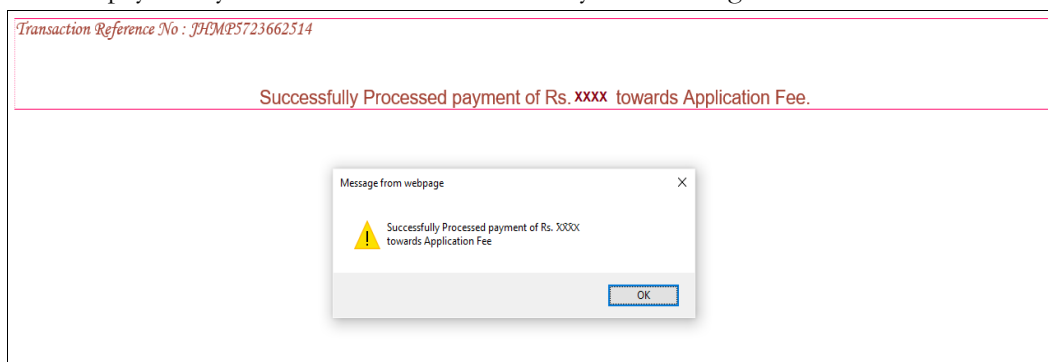 Transaction Reference No : JHMP5723662514
Successfully Processed payment of Rs. xxxx towards Application Fee.
Message from webpage
Successfully Processed payment of Rs. XXXX
towards Application Fee
OK